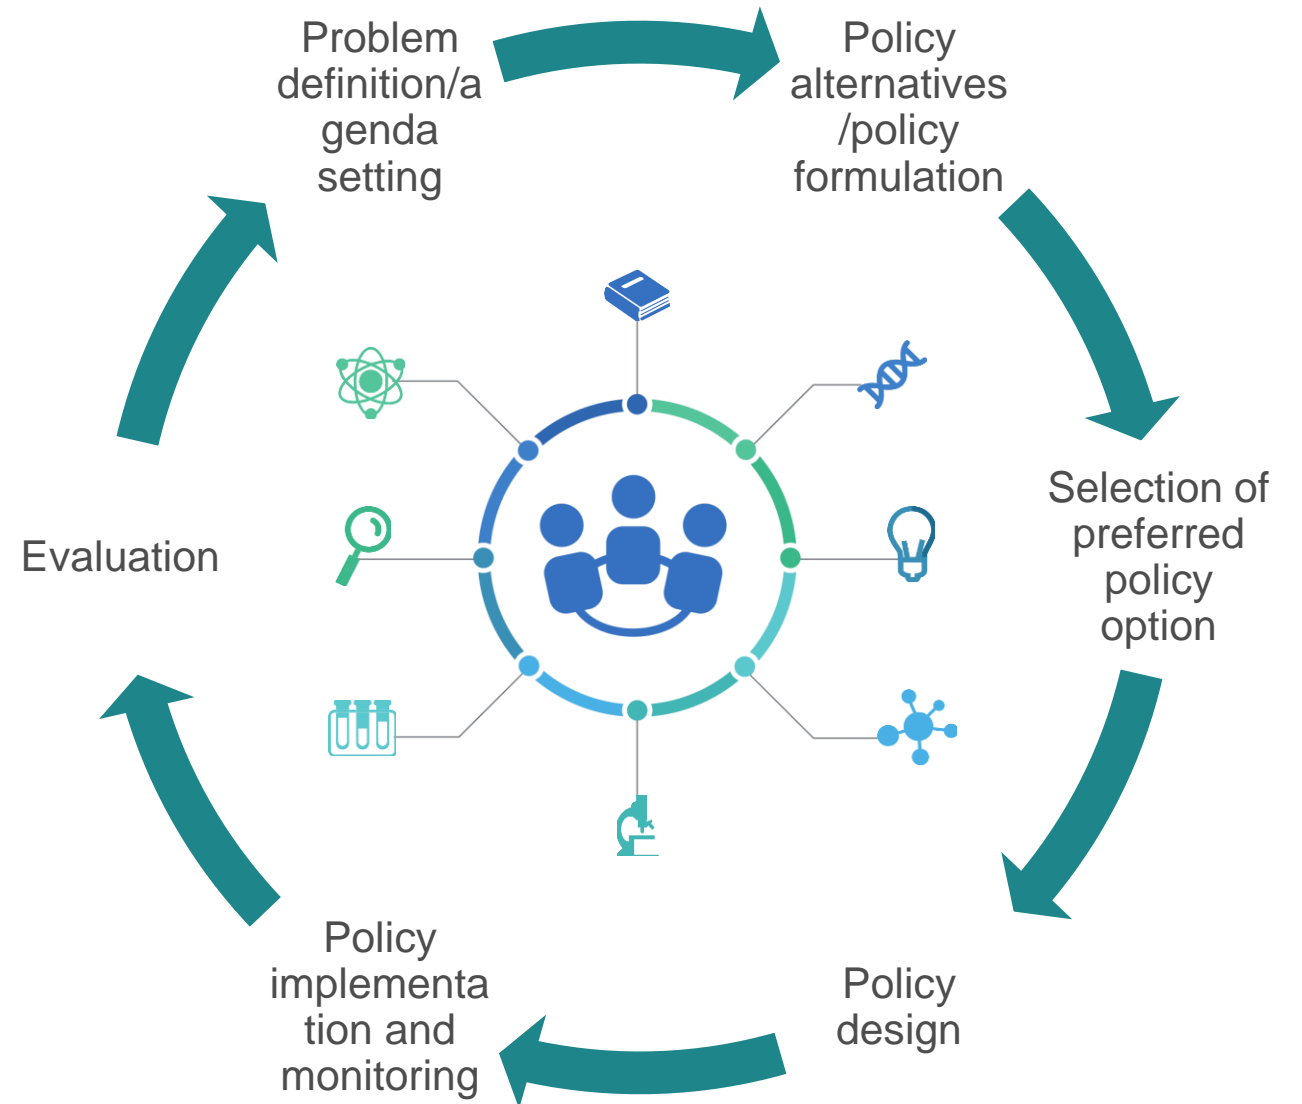 Problem
definition/a
genda
setting
Policy
alternatives
/policy
formulation
Selection of
preferred
policy
option
Policy
design
Policy
implementa
tion and
monitoring
Evaluation